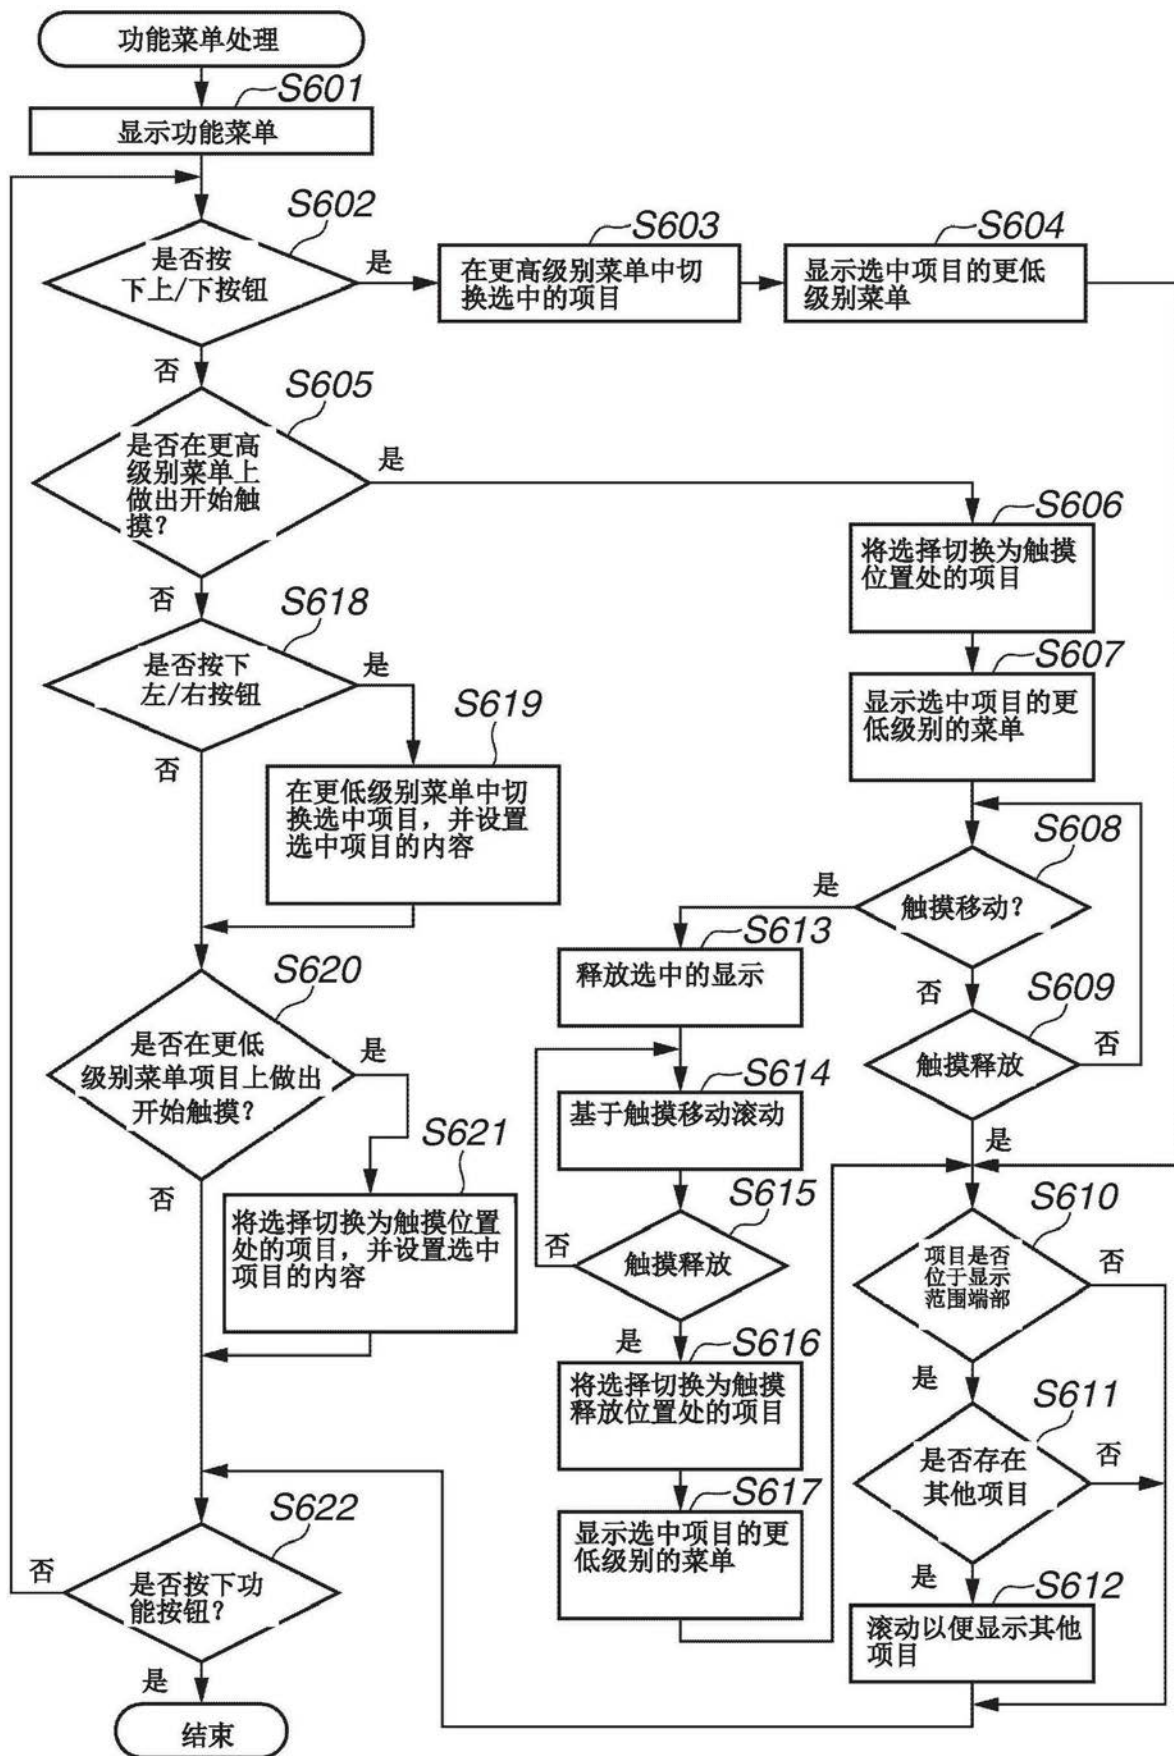 功能菜单处理
S601
显示功能菜单
S602
是否按
下上/下按钮
是
否
S603
在更高级别菜单中切
换选中的项目
S604
显示选中项目的更低
级别菜单
S605
是否在更高
级别菜单上
做出开始触
摸?
是
否
S606
将选择切换为触摸
位置处的项目
S607
显示选中项目的更
低级别的菜单
S618
是否按下
左/右按钮
是
否
S619
在更低级别菜单中切
换选中项目，并设置
选中项目的内容
S608
触摸移动?
是
否
S613
释放选中的显示
S609
触摸释放
否
是
S620
是否在更低
级别菜单项目上做出
开始触摸?
是
否
S614
基于触摸移动滚动
S621
将选择切换为触摸位置
处的项目，并设置选中
项目的内容
S615
触摸释放
否
是
S610
项目是否
位于显示
范围端部
否
是
S616
将选择切换为触摸
释放位置处的项目
S611
是否存在
其他项目
否
是
S617
显示选中项目的更
低级别的菜单
S612
滚动以便显示其他
项目
S622
是否按下功
能按钮?
否
是
结束